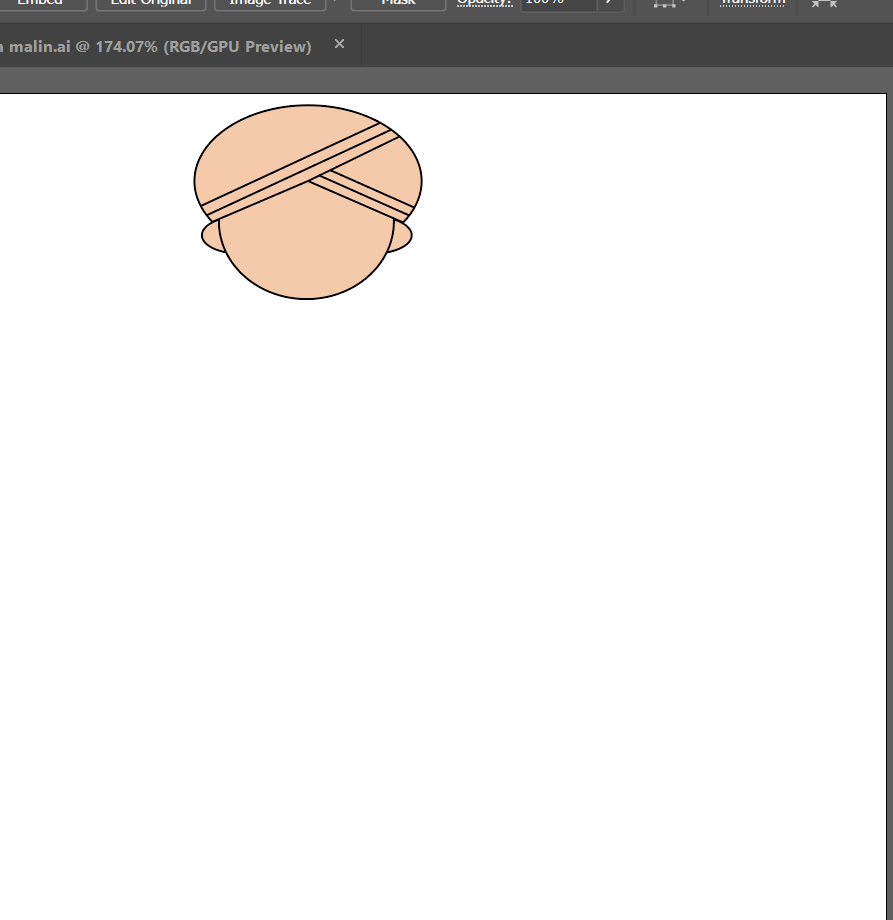 Embed Edit Original Image Trace Mask Opacity: 100% Transform
malin.ai @ 174.07% (RGB/GPU Preview) ×